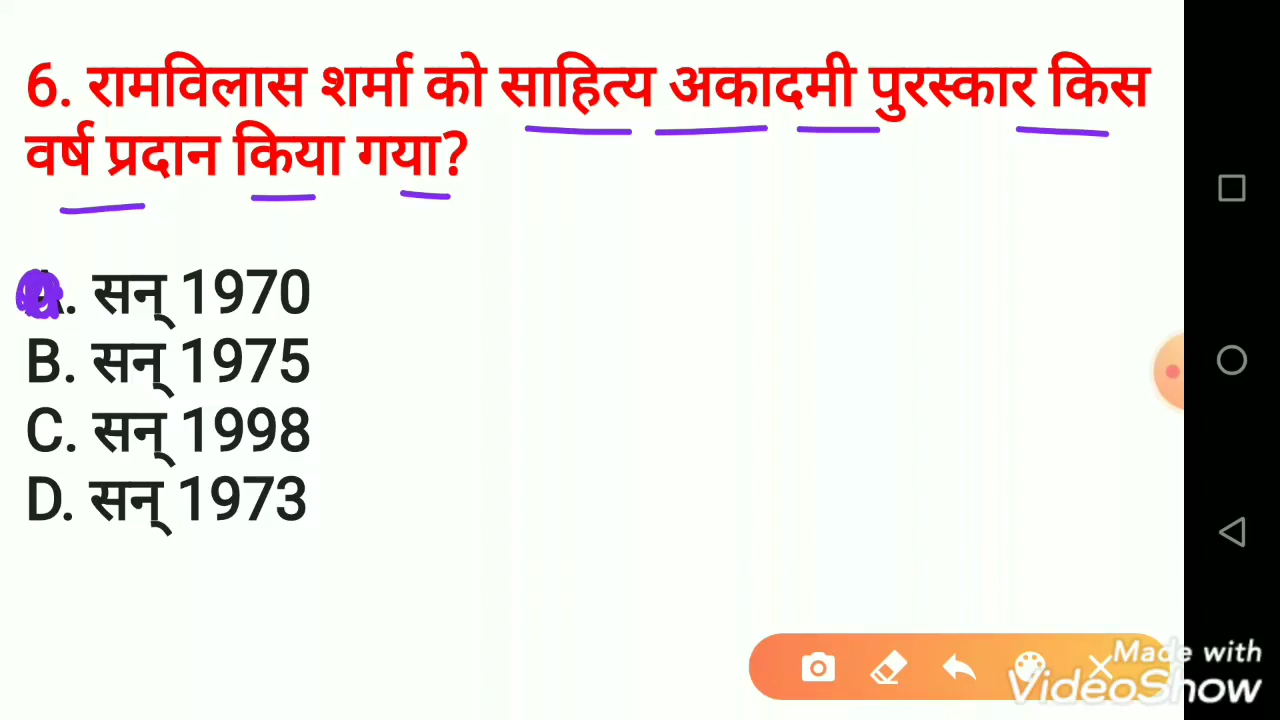 6. रामविलास शर्मा को साहित्य अकादमी पुरस्कार किस
वर्ष प्रदान किया गया?
A. सन् 1970
B. सन् 1975
C. सन् 1998
D. सन् 1973
Made with
VideoShow